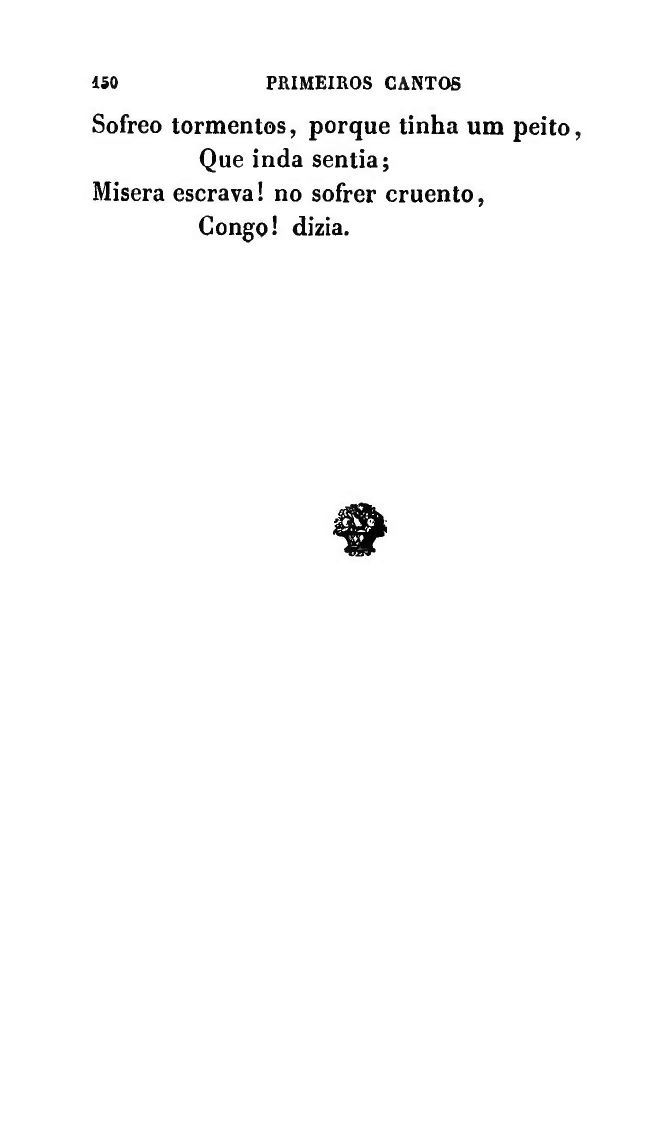 150 PRIMEIROS CANTOS
Sofreo tormentos, porque tinha um peito,
Que inda sentia;
Misera escrava! no sofrer cruento,
Congo! dizia.